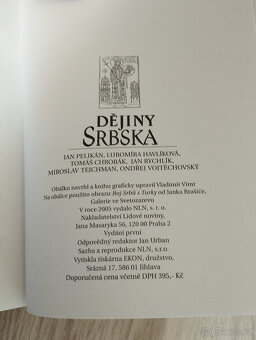 DĚJINY
SRBSKA
JAN PELIKÁN, LUBOMÍRA HAVLÍKOVÁ,
TOMÁŠ CHROBÁK, JAN RYCHLÍK,
MIROSLAV TEICHMAN, ONDŘEJ VOJTĚCHOVSKÝ
Obálku navrhl a knihu graficky upravil Vladimír Vimr
Na obálce použito obrazu Boj Srbů s Turky od Janka Brašiće,
Galerie ve Svetozarevu
V roce 2005 vydalo NLN, s. r. o.
Nakladatelství Lidové noviny,
Jana Masaryka 56, 120 00 Praha 2
Vydání první
Odpovědný redaktor Jan Urban
Sazba a reprodukce NLN, s.r.o.
Vytiskla tiskárna EKON, družstvo,
Srázná 17, 586 01 Jihlava
Doporučená cena včetně DPH 395,- Kč